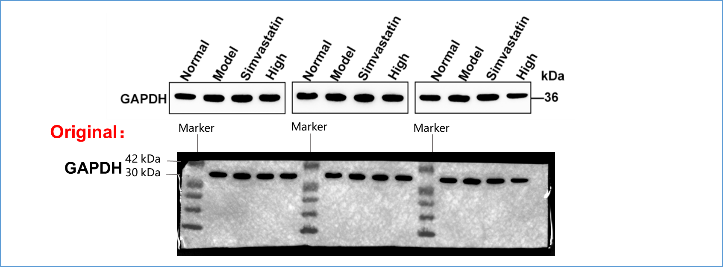 Normal Model Simvastatin High Normal Model Simvastatin High Normal Model Simvastatin High
kDa
GAPDH 36
Original：
Marker Marker Marker
42 kDa
GAPDH 30 kDa